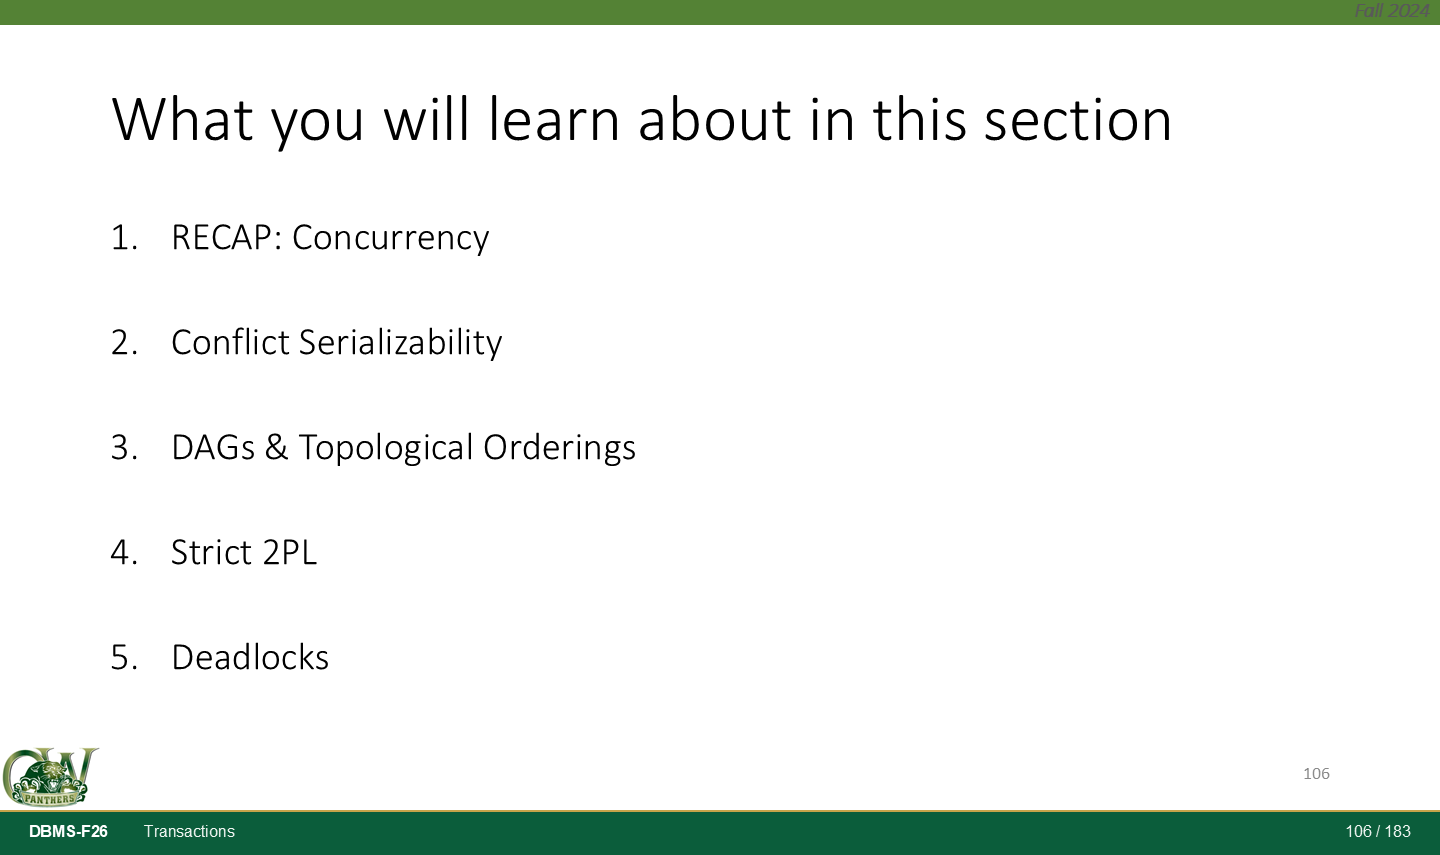 Fall 2024
What you will learn about in this section
1. RECAP: Concurrency
2. Conflict Serializability
3. DAGs & Topological Orderings
4. Strict 2PL
5. Deadlocks
OW
PANTHERS
106
DBMS-F26 Transactions 106 / 183